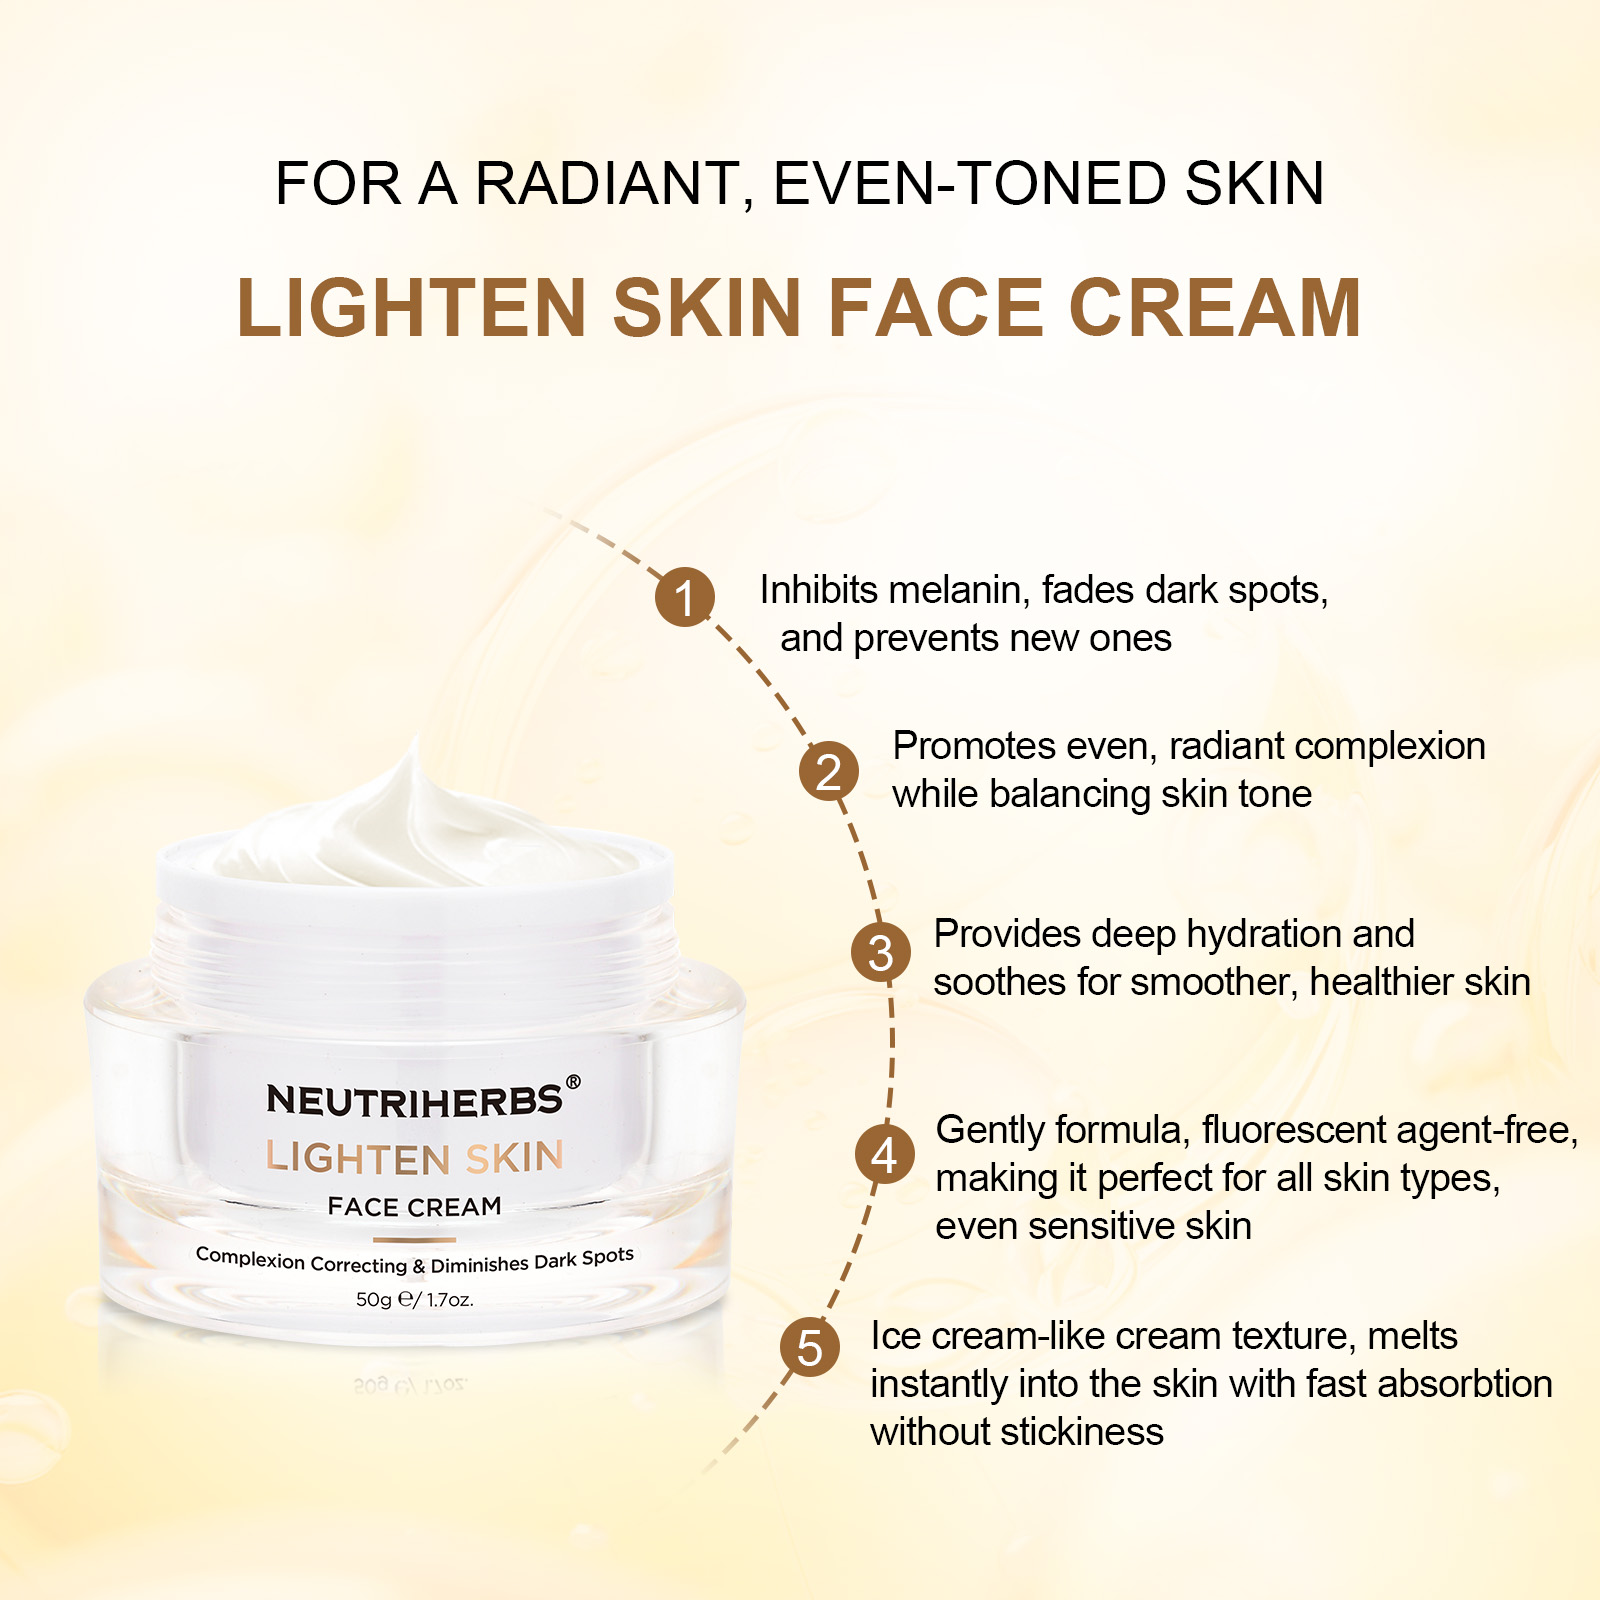 FOR A RADIANT, EVEN-TONED SKIN
LIGHTEN SKIN FACE CREAM
1
Inhibits melanin, fades dark spots,
and prevents new ones
2
Promotes even, radiant complexion
while balancing skin tone
3
Provides deep hydration and
soothes for smoother, healthier skin
4
Gently formula, fluorescent agent-free,
making it perfect for all skin types,
even sensitive skin
5
Ice cream-like cream texture, melts
instantly into the skin with fast absorbtion
without stickiness
NEUTRIHERBS®
LIGHTEN SKIN
FACE CREAM
Complexion Correcting & Diminishes Dark Spots
50g ℮/ 1.7oz.